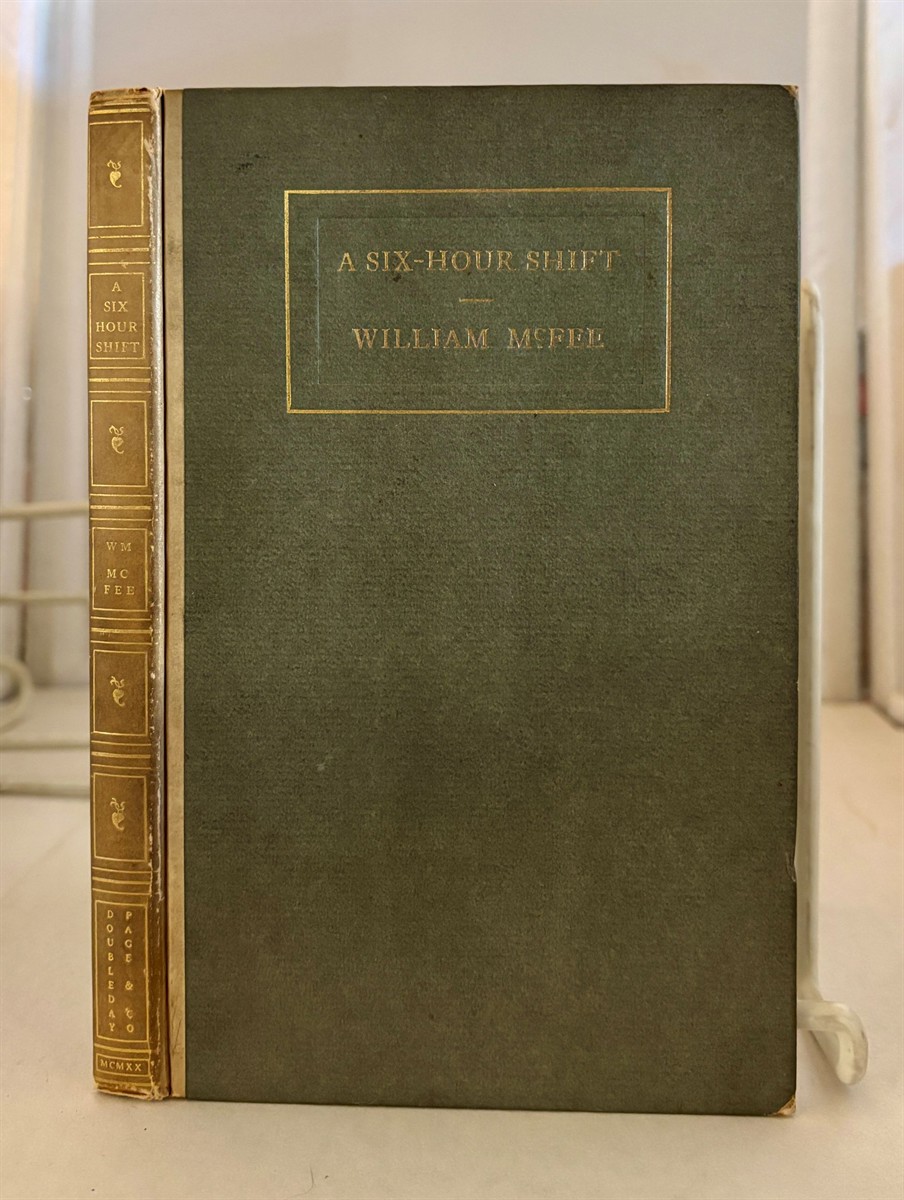 A SIX-HOUR SHIFT
WILLIAM McFEE
A
SIX
HOUR
SHIFT
WM
MC
FEE
DOUBLEDAY
PAGE & CO
MCMXX